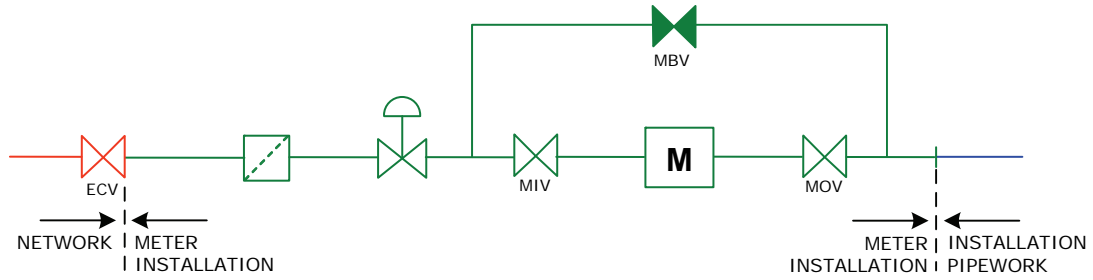 MBV
M
ECV
MIV
MOV
NETWORK
METER
INSTALLATION
METER
INSTALLATION
INSTALLATION
PIPEWORK